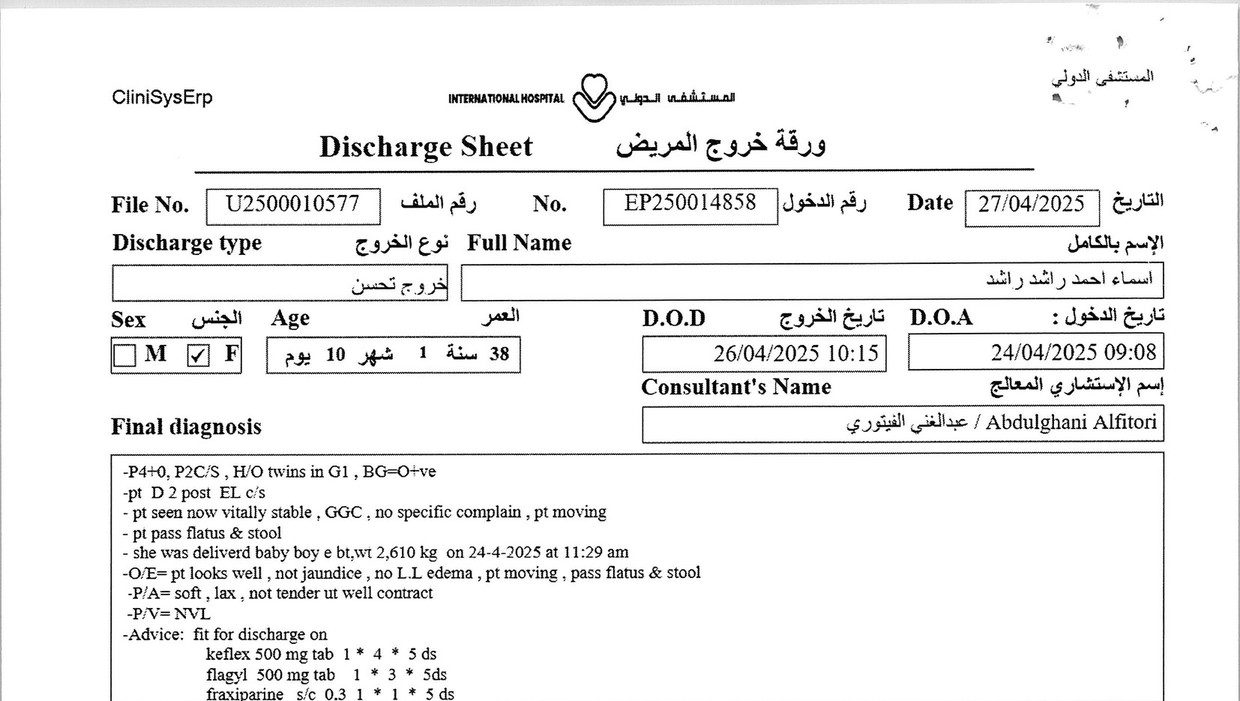 المستشفى الدولي
CliniSysErp
INTERNATIONAL HOSPITAL المستشفى الدولي
Discharge Sheet ورقة خروج المريض
File No. U2500010577 رقم الملف No. EP250014858 رقم الدخول Date 27/04/2025 التاريخ
Discharge type نوع الخروج Full Name الإسم بالكامل
خروج تحسن اسماء احمد راشد راشد
Sex الجنس Age العمر D.O.D تاريخ الخروج D.O.A تاريخ الدخول :
M ✓ F 38 سنة 1 شهر 10 يوم 26/04/2025 10:15 24/04/2025 09:08
Consultant's Name إسم الإستشاري المعالج
Final diagnosis عبدالغني الفيتوري / Abdulghani Alfitori
-P4+0, P2C/S , H/O twins in G1 , BG=O+ve
-pt D 2 post EL c/s
- pt seen now vitally stable , GGC , no specific complain , pt moving
- pt pass flatus & stool
- she was deliverd baby boy e bt,wt 2,610 kg on 24-4-2025 at 11:29 am
-O/E= pt looks well , not jaundice , no L.L edema , pt moving , pass flatus & stool
-P/A= soft , lax , not tender ut well contract
-P/V= NVL
-Advice: fit for discharge on
keflex 500 mg tab 1 * 4 * 5 ds
flagyl 500 mg tab 1 * 3 * 5ds
fraxiparine s/c 0.3 1 * 1 * 5 ds